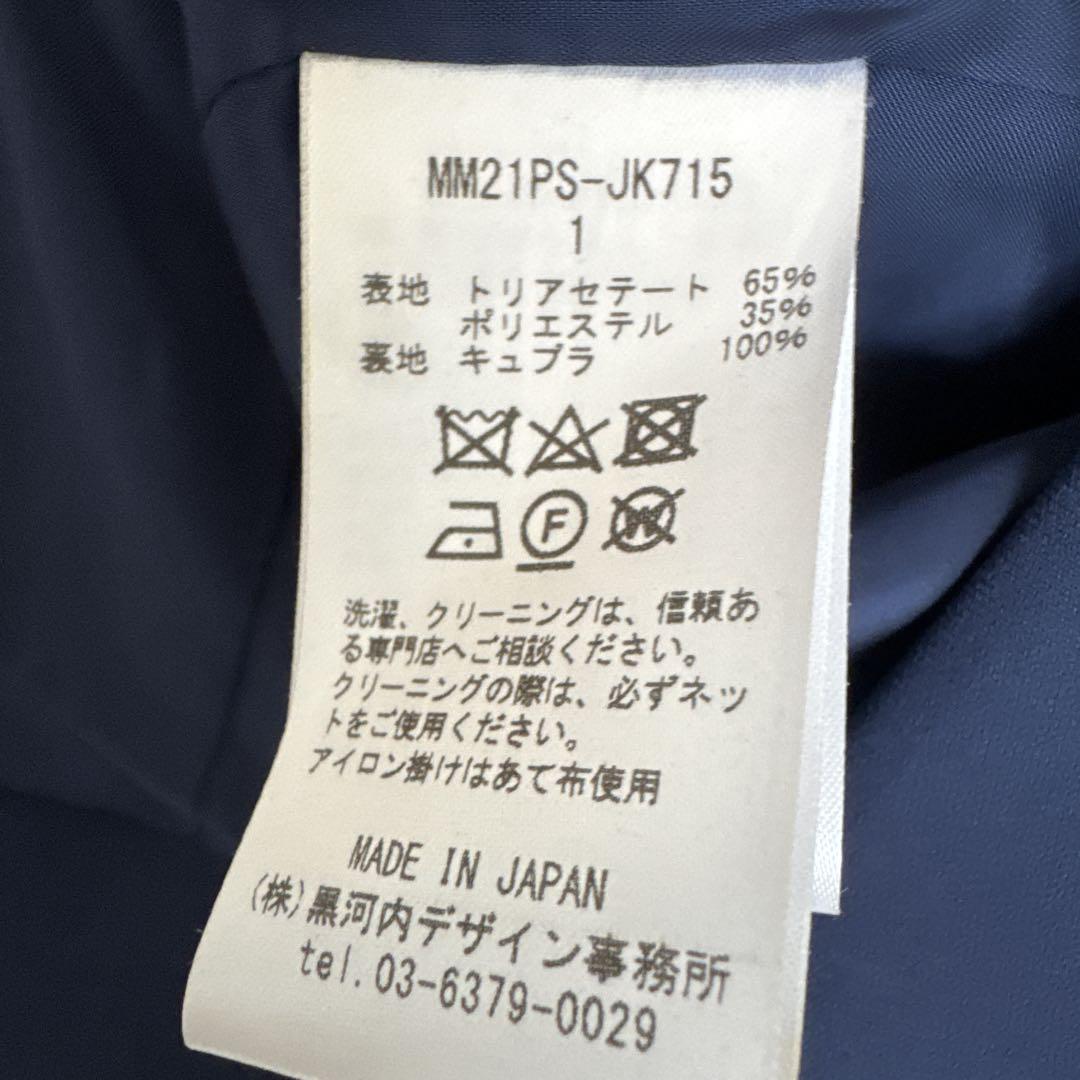 MM21PS-JK715
1
表地 トリアセテート 65%
ポリエステル 35%
裏地 キュプラ 100%
F
W
洗濯、クリーニングは、信頼あ
る専門店へご相談ください。
クリーニングの際は、必ずネッ
トをご使用ください。
アイロン掛けはあて布使用
MADE IN JAPAN
(株)黒河内デザイン事務所
tel.03-6379-0029